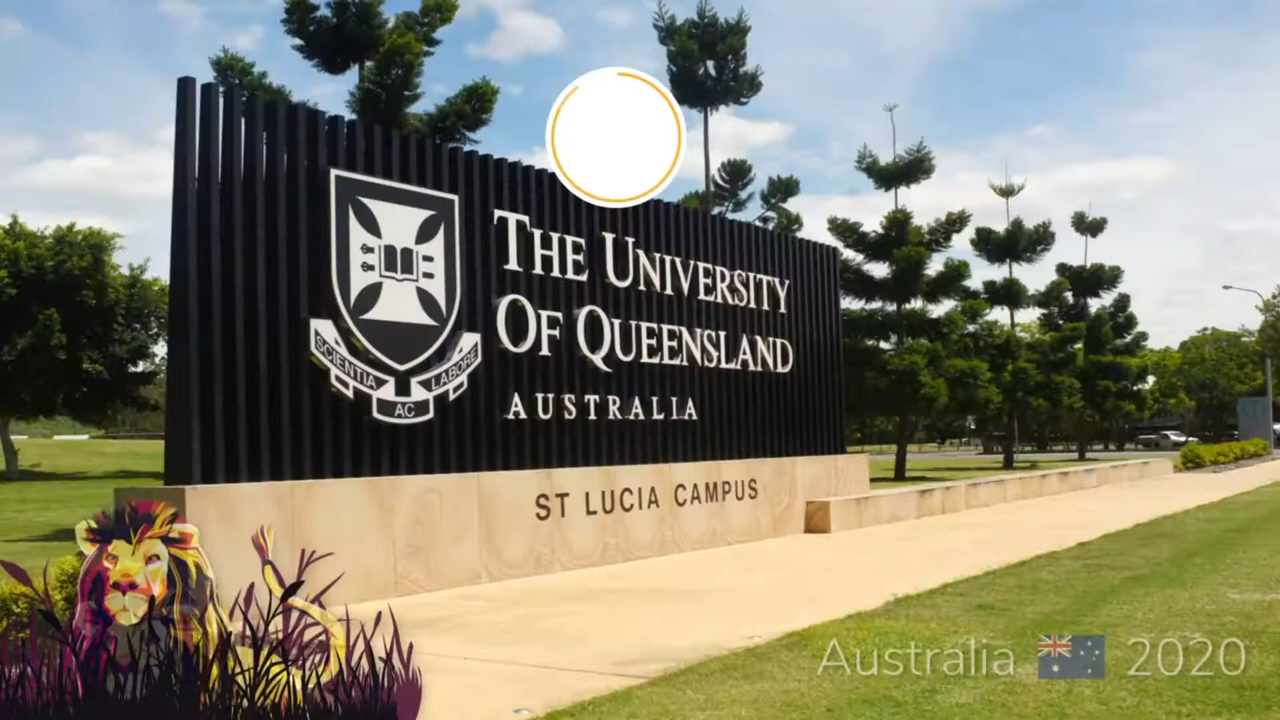 THE UNIVERSITY
OF QUEENSLAND
AUSTRALIA
SCIENTIA
AC
LABORE
ST LUCIA CAMPUS
Australia 2020